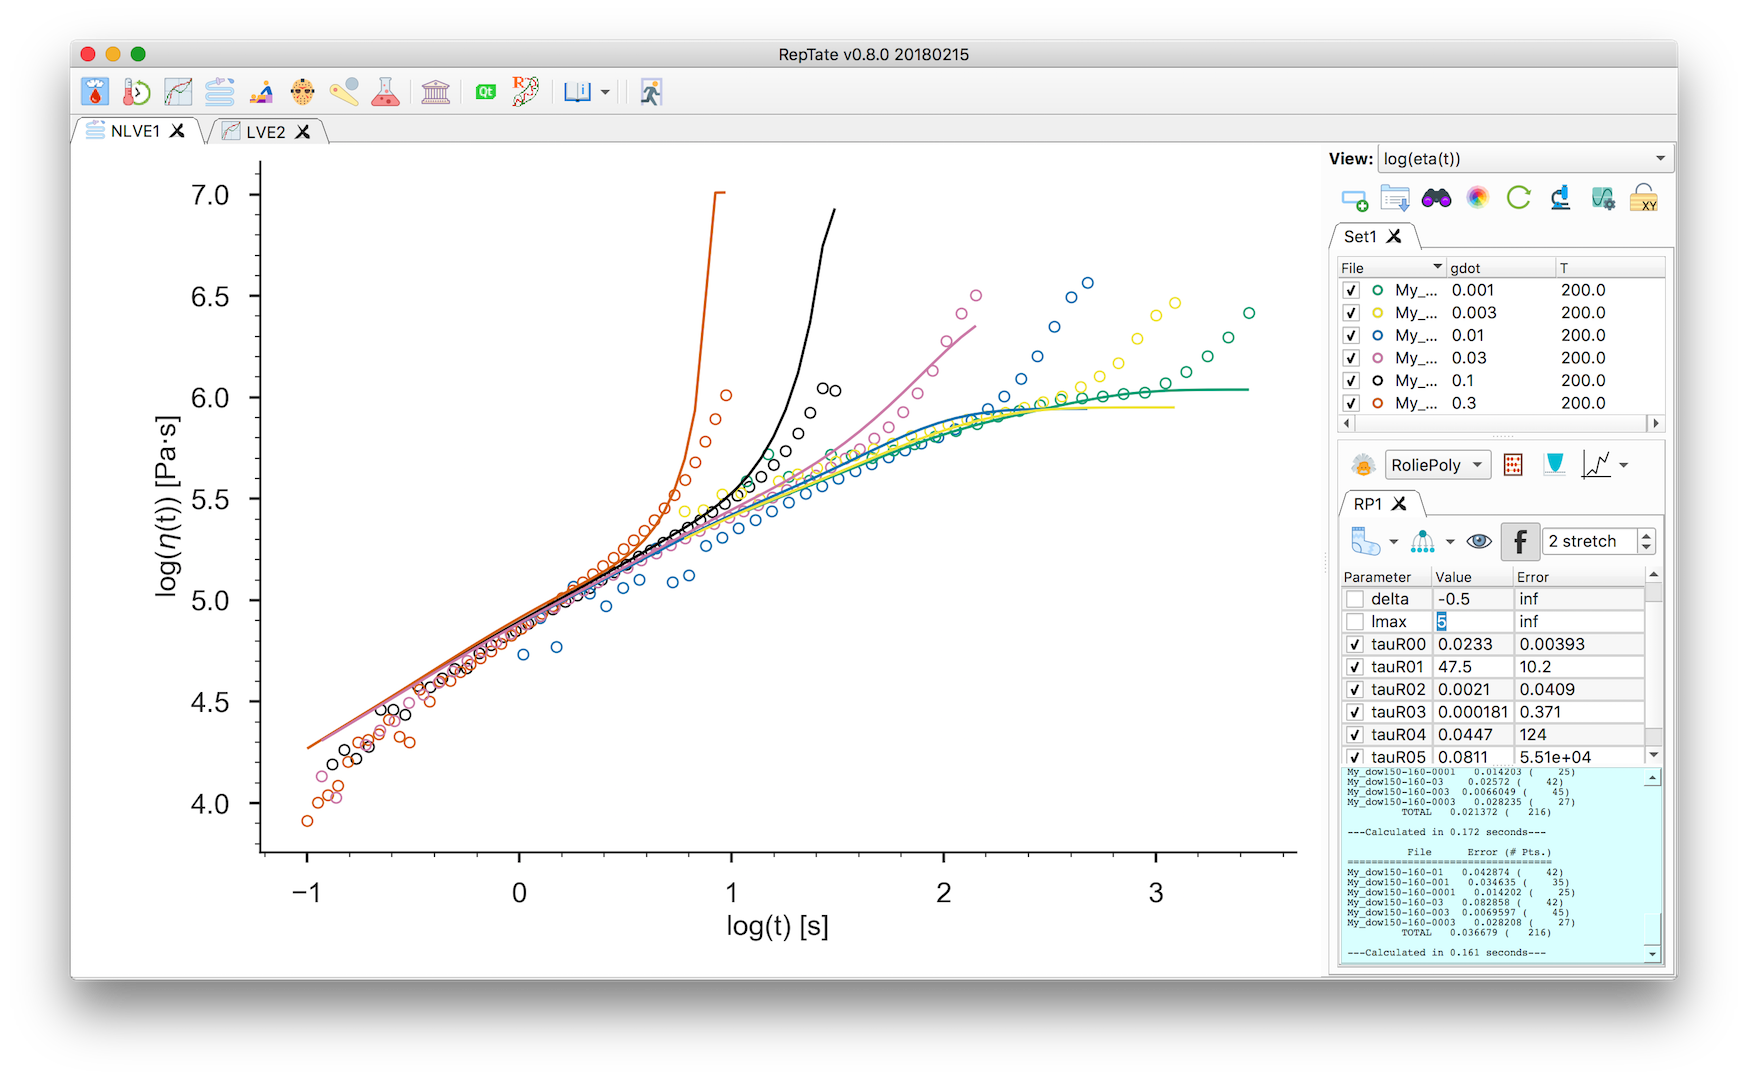 RepTate v0.8.0 20180215
Qt
R
i
NLVE1 LVE2
View: log(eta(t))
XY
Set1
File gdot T
My_... 0.001 200.0
My_... 0.003 200.0
My_... 0.01 200.0
My_... 0.03 200.0
My_... 0.1 200.0
My_... 0.3 200.0
RoliePoly
RP1
f 2 stretch
Parameter Value Error
delta -0.5 inf
lmax 5 inf
tauR00 0.0233 0.00393
tauR01 47.5 10.2
tauR02 0.0021 0.0409
tauR03 0.000181 0.371
tauR04 0.0447 124
tauR05 0.0811 5.51e+04
My_dow150-160-0001 0.014203 ( 25)
My_dow150-160-03 0.02572 ( 42)
My_dow150-160-003 0.0066049 ( 45)
My_dow150-160-0003 0.028235 ( 27)
TOTAL 0.021372 ( 216)
---Calculated in 0.172 seconds---
File Error (# Pts.)
==================================
My_dow150-160-01 0.042874 ( 42)
My_dow150-160-001 0.034635 ( 35)
My_dow150-160-0001 0.014202 ( 25)
My_dow150-160-03 0.082858 ( 42)
My_dow150-160-003 0.0069597 ( 45)
My_dow150-160-0003 0.028208 ( 27)
TOTAL 0.036679 ( 216)
---Calculated in 0.161 seconds---
log(η(t)) [Pa·s]
7.0
6.5
6.0
5.5
5.0
4.5
4.0
−1 0 1 2 3
log(t) [s]